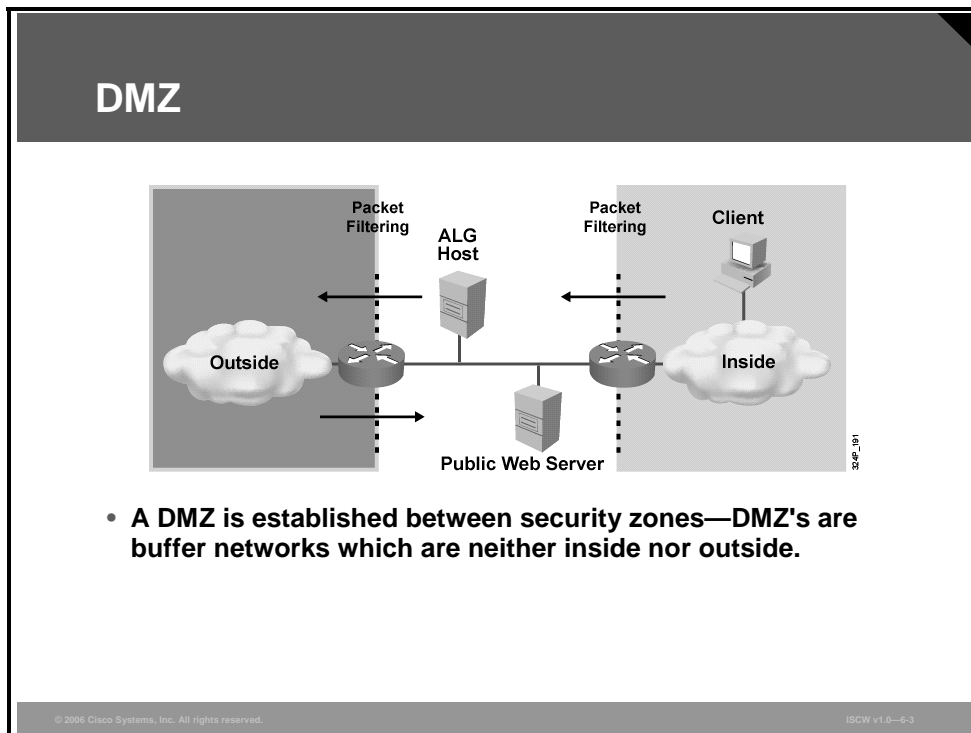 DMZ
Packet
Filtering
Packet
Filtering
Client
ALG
Host
Outside
Inside
Public Web Server
324P_191
• A DMZ is established between security zones—DMZ's are
buffer networks which are neither inside nor outside.
© 2006 Cisco Systems, Inc. All rights reserved.
ISCW v1.0—6-3